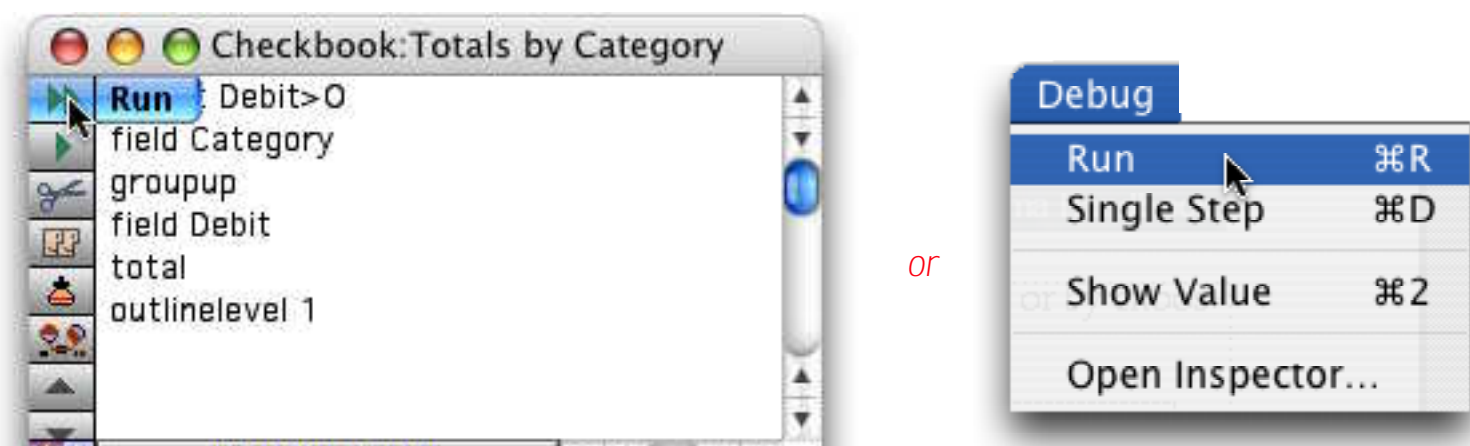 Checkbook:Totals by Category
Run Debit>0
field Category
groupup
field Debit
total
outlinelevel 1
or
Debug
Run ⌘R
Single Step ⌘D
Show Value ⌘2
Open Inspector...